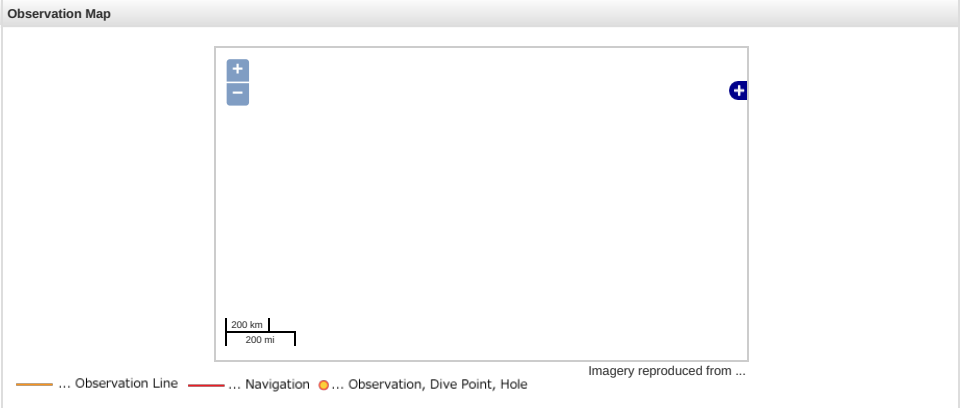 Observation Map
+
−
+
200 km
200 mi
Imagery reproduced from ...
... Observation Line ... Navigation ... Observation, Dive Point, Hole